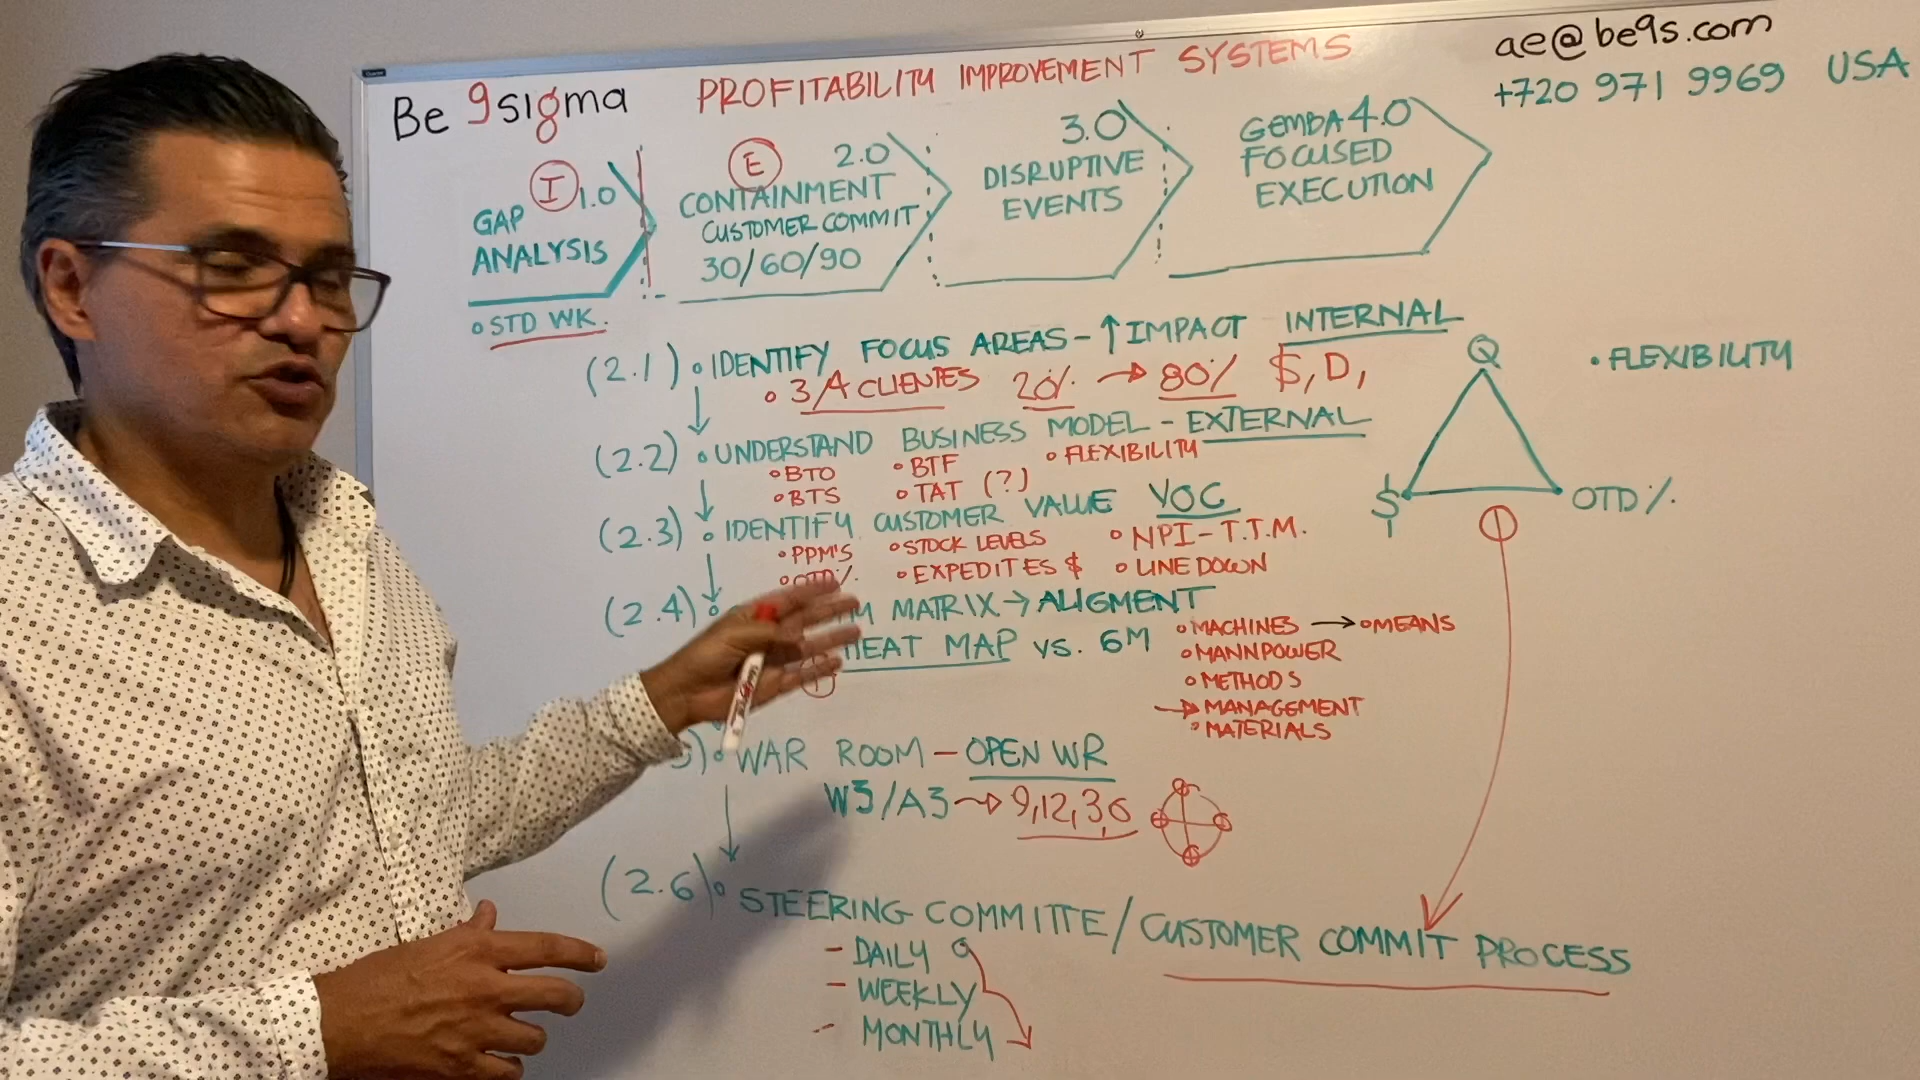 Be 9sigma PROFITABILITY IMPROVEMENT SYSTEMS
ae@be9s.com
+720 971 9969 USA
I 1.0
GAP
ANALYSIS
• STD WK.
E 2.0
CONTAINMENT
CUSTOMER COMMIT
30/60/90
3.0
DISRUPTIVE
EVENTS
GEMBA 4.0
FOCUSED
EXECUTION
(2.1) • IDENTIFY FOCUS AREAS - ↑ IMPACT INTERNAL
• 3/A CLIENTES 20% → 80% $, D,
(2.2) • UNDERSTAND BUSINESS MODEL - EXTERNAL
• BTO • BTF • FLEXIBILITY
• BTS • TAT (?)
(2.3) • IDENTIFY CUSTOMER VALUE VOC
• PPM'S • STOCK LEVELS • NPI - T.T.M.
• OTD% • EXPEDITES $ • LINE DOWN
(2.4) • MATRIX → ALIGMENT
HEAT MAP vs. 6M
• MACHINES → • MEANS
• MANNPOWER
• METHODS
→ MANAGEMENT
• MATERIALS
• WAR ROOM - OPEN WR
W3/A3 → 9,12,3,6
(2.6) • STEERING COMMITTE / CUSTOMER COMMIT PROCESS
- DAILY
- WEEKLY
- MONTHLY
Q
$
OTD%
• FLEXIBILITY